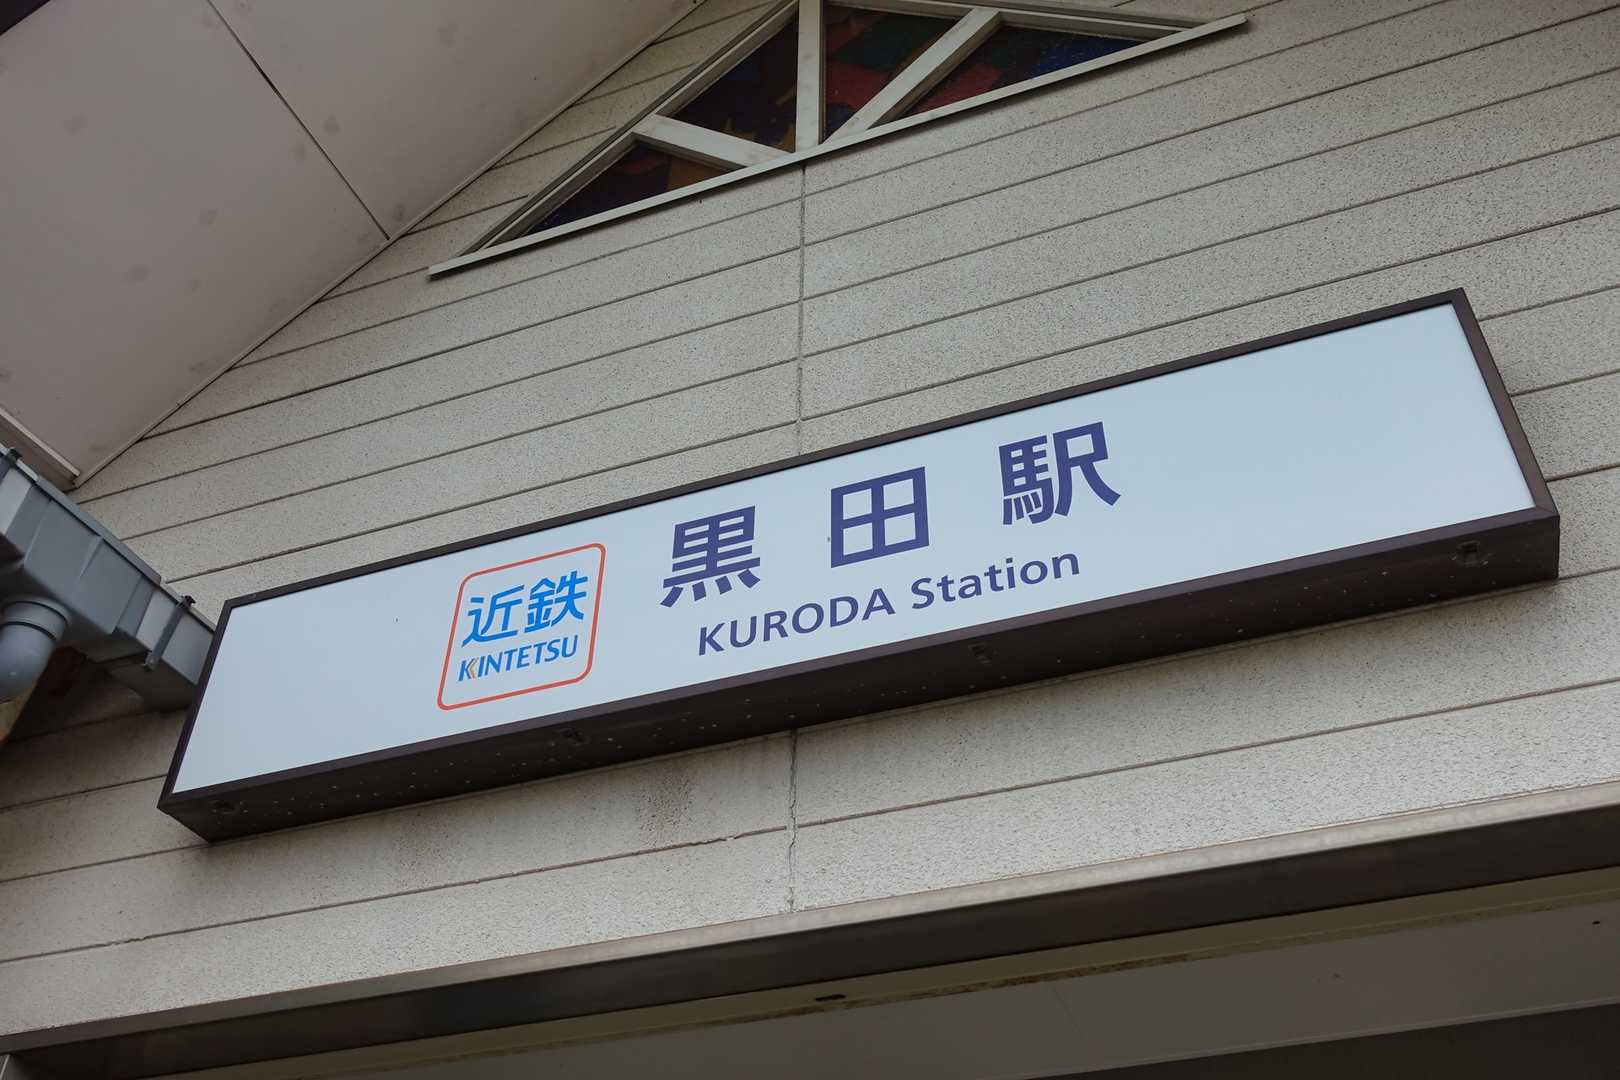 近鉄
KINTETSU
黒田駅
KURODA Station